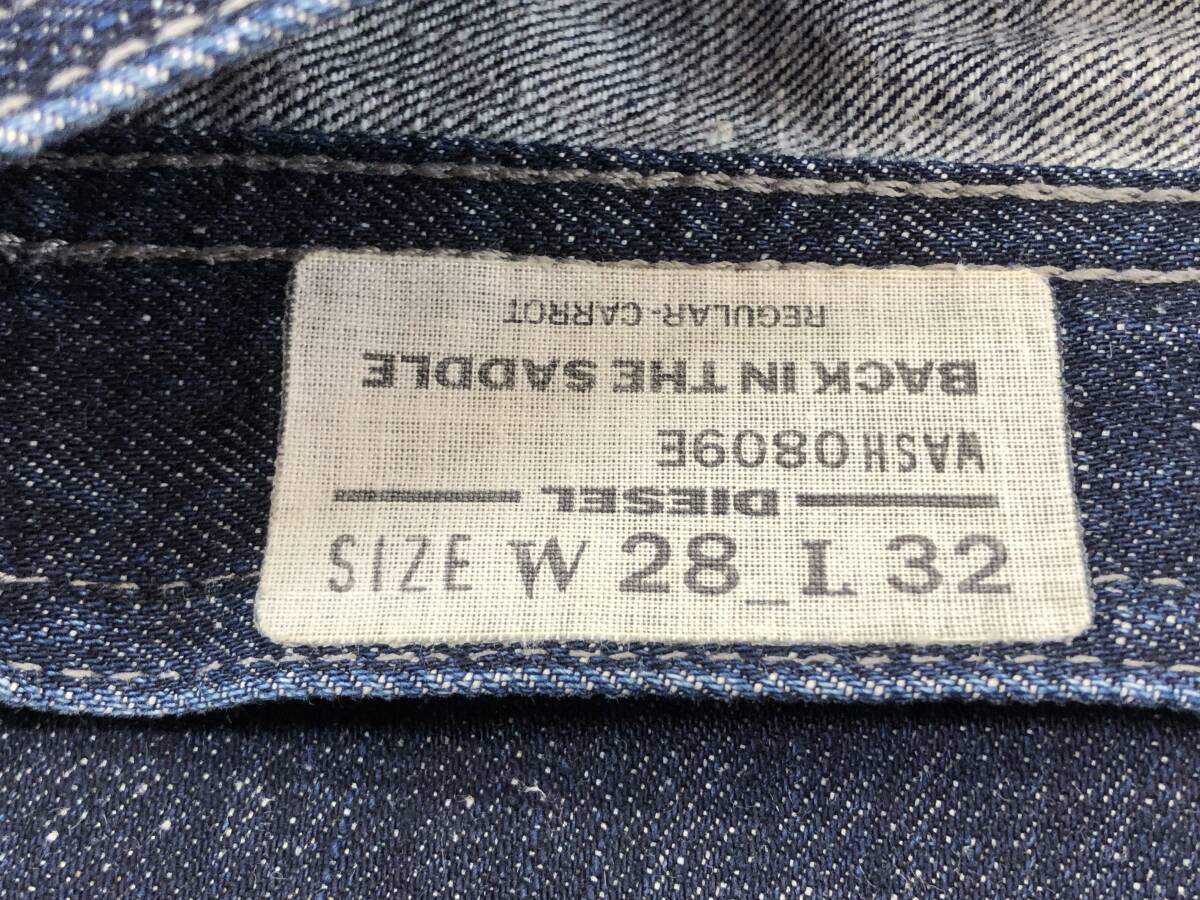 REGULAR-CARROT
BACK IN THE SADDLE
WASH 0809E
DIESEL
SIZE W 28_L 32